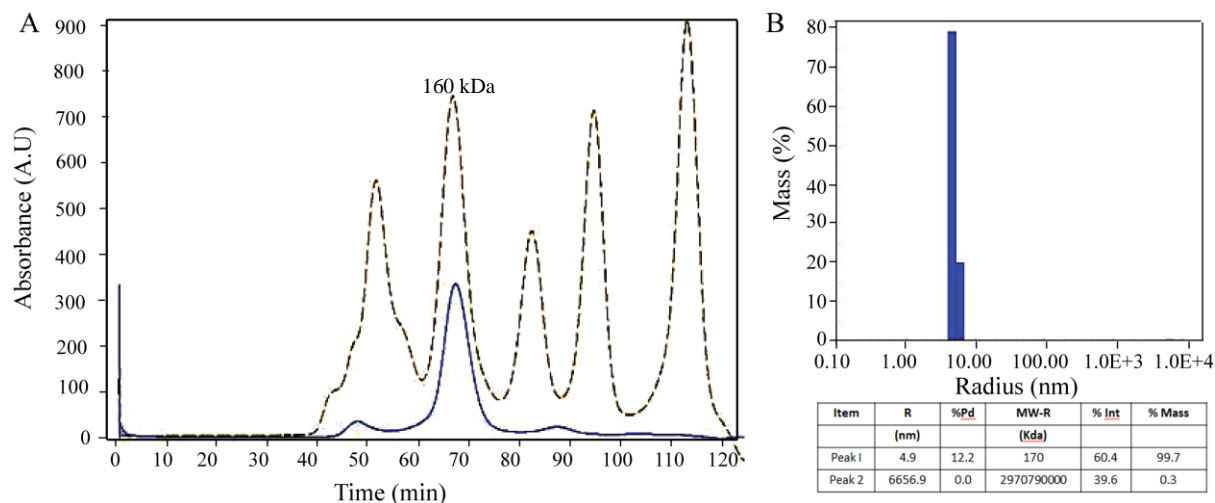 A
900
800
700
600
500
400
300
200
100
0
Absorbance (A.U)
160 kDa
0 10 20 30 40 50 60 70 80 90 100 110 120
Time (min)
B
80
70
60
50
40
30
20
10
0
Mass (%)
0.10 1.00 10.00 100.00 1.0E+3 1.0E+4
Radius (nm)
Item R %Pd MW-R % Int % Mass
(nm) (Kda)
Peak I 4.9 12.2 170 60.4 99.7
Peak 2 6656.9 0.0 2970790000 39.6 0.3